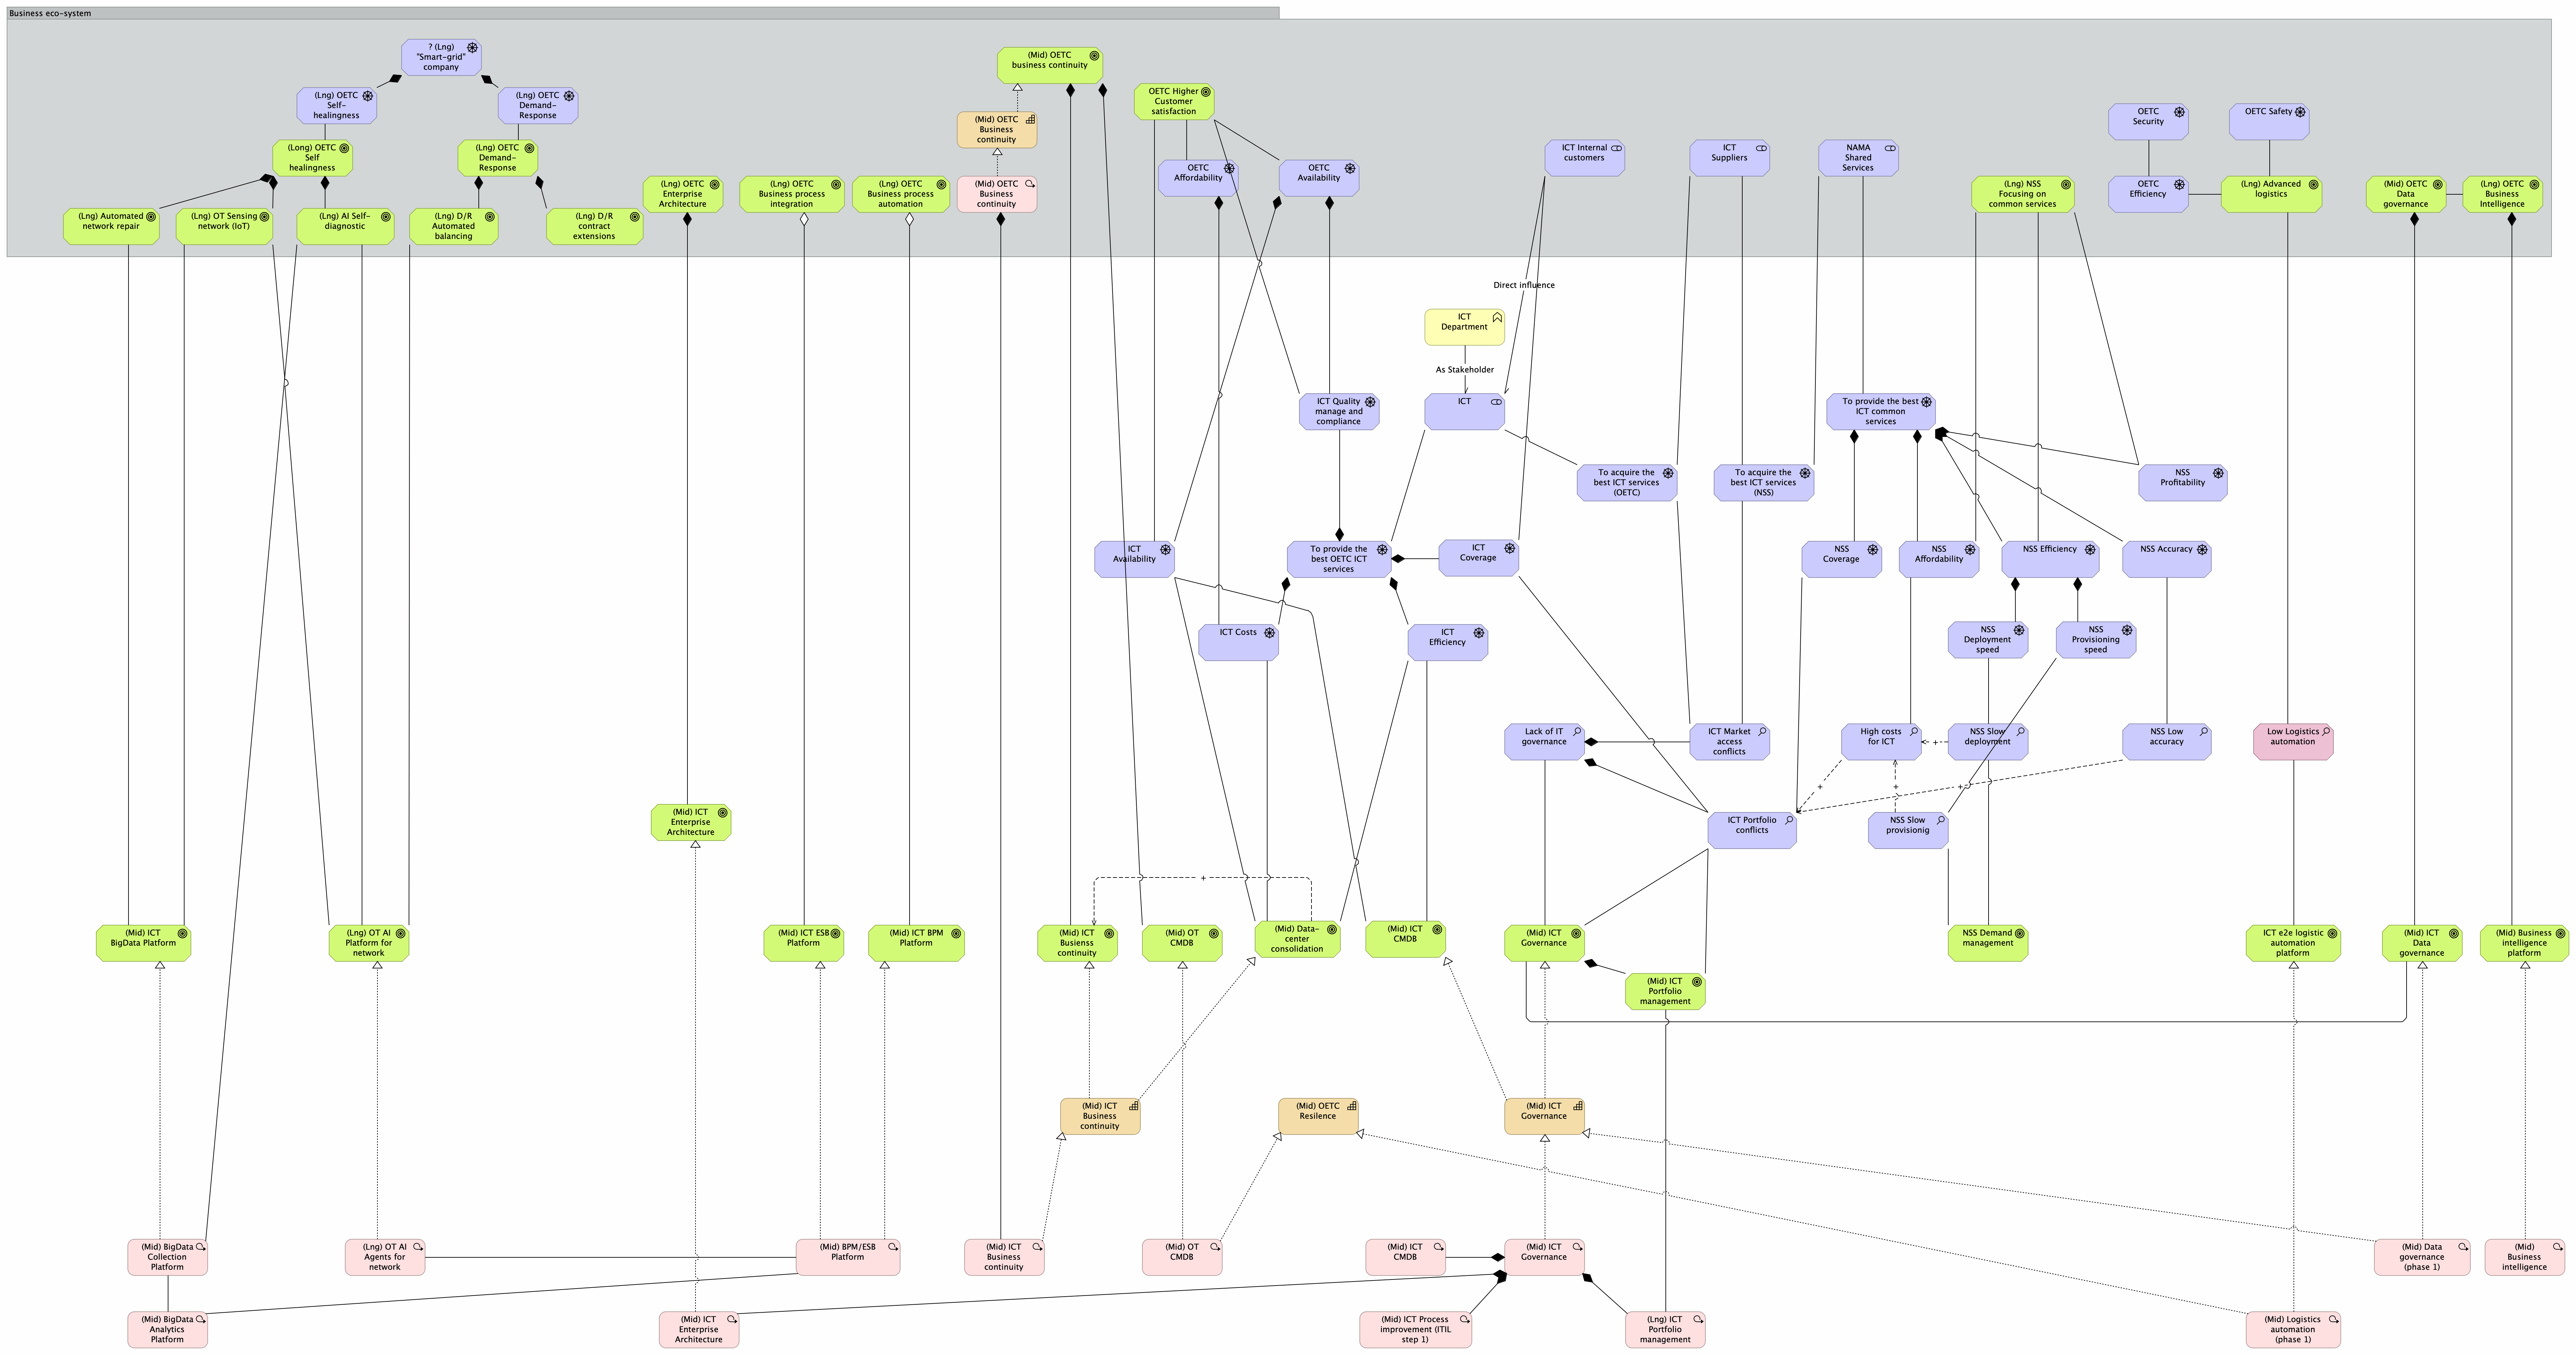 Business eco-system
? (Lng)
"Smart-grid"
company
(Mid) OETC
business continuity
(Lng) OETC
Self-
healingness
(Lng) OETC
Demand-
Response
OETC Higher
Customer
satisfaction
(Mid) OETC
Business
continuity
OETC
Security
OETC Safety
(Long) OETC
Self
healingness
(Lng) OETC
Demand-
Response
ICT Internal
customers
ICT
Suppliers
NAMA
Shared
Services
OETC
Affordability
OETC
Availability
(Lng) OETC
Enterprise
Architecture
(Lng) OETC
Business process
integration
(Lng) OETC
Business process
automation
(Mid) OETC
Business
continuity
(Lng) NSS
Focusing on
common services
OETC
Efficiency
(Lng) Advanced
logistics
(Mid) OETC
Data
governance
(Lng) OETC
Business
Intelligence
(Lng) Automated
network repair
(Lng) OT Sensing
network (IoT)
(Lng) AI Self-
diagnostic
(Lng) D/R
Automated
balancing
(Lng) D/R
contract
extensions
Direct influence
ICT
Department
As Stakeholder
ICT Quality
manage and
compliance
ICT
To provide the best
ICT common
services
To acquire the
best ICT services
(OETC)
To acquire the
best ICT services
(NSS)
NSS
Profitability
ICT
Availability
To provide the
best OETC ICT
services
ICT
Coverage
NSS
Coverage
NSS
Affordability
NSS Efficiency
NSS Accuracy
ICT Costs
ICT
Efficiency
NSS
Deployment
speed
NSS
Provisioning
speed
Lack of IT
governance
ICT Market
access
conflicts
High costs
for ICT
+
NSS Slow
deployment
NSS Low
accuracy
Low Logistics
automation
+
+
+
(Mid) ICT
Enterprise
Architecture
ICT Portfolio
conflicts
NSS Slow
provisionig
+
(Mid) ICT
BigData Platform
(Lng) OT AI
Platform for
network
(Mid) ICT ESB
Platform
(Mid) ICT BPM
Platform
(Mid) ICT
Busienss
continuity
(Mid) OT
CMDB
(Mid) Data-
center
consolidation
(Mid) ICT
CMDB
(Mid) ICT
Governance
NSS Demand
management
ICT e2e logistic
automation
platform
(Mid) ICT
Data
governance
(Mid) Business
intelligence
platform
(Mid) ICT
Portfolio
management
(Mid) ICT
Business
continuity
(Mid) OETC
Resilence
(Mid) ICT
Governance
(Mid) BigData
Collection
Platform
(Lng) OT AI
Agents for
network
(Mid) BPM/ESB
Platform
(Mid) ICT
Business
continuity
(Mid) OT
CMDB
(Mid) ICT
CMDB
(Mid) ICT
Governance
(Mid) Data
governance
(phase 1)
(Mid)
Business
intelligence
(Mid) BigData
Analytics
Platform
(Mid) ICT
Enterprise
Architecture
(Mid) ICT Process
improvement (ITIL
step 1)
(Lng) ICT
Portfolio
management
(Mid) Logistics
automation
(phase 1)